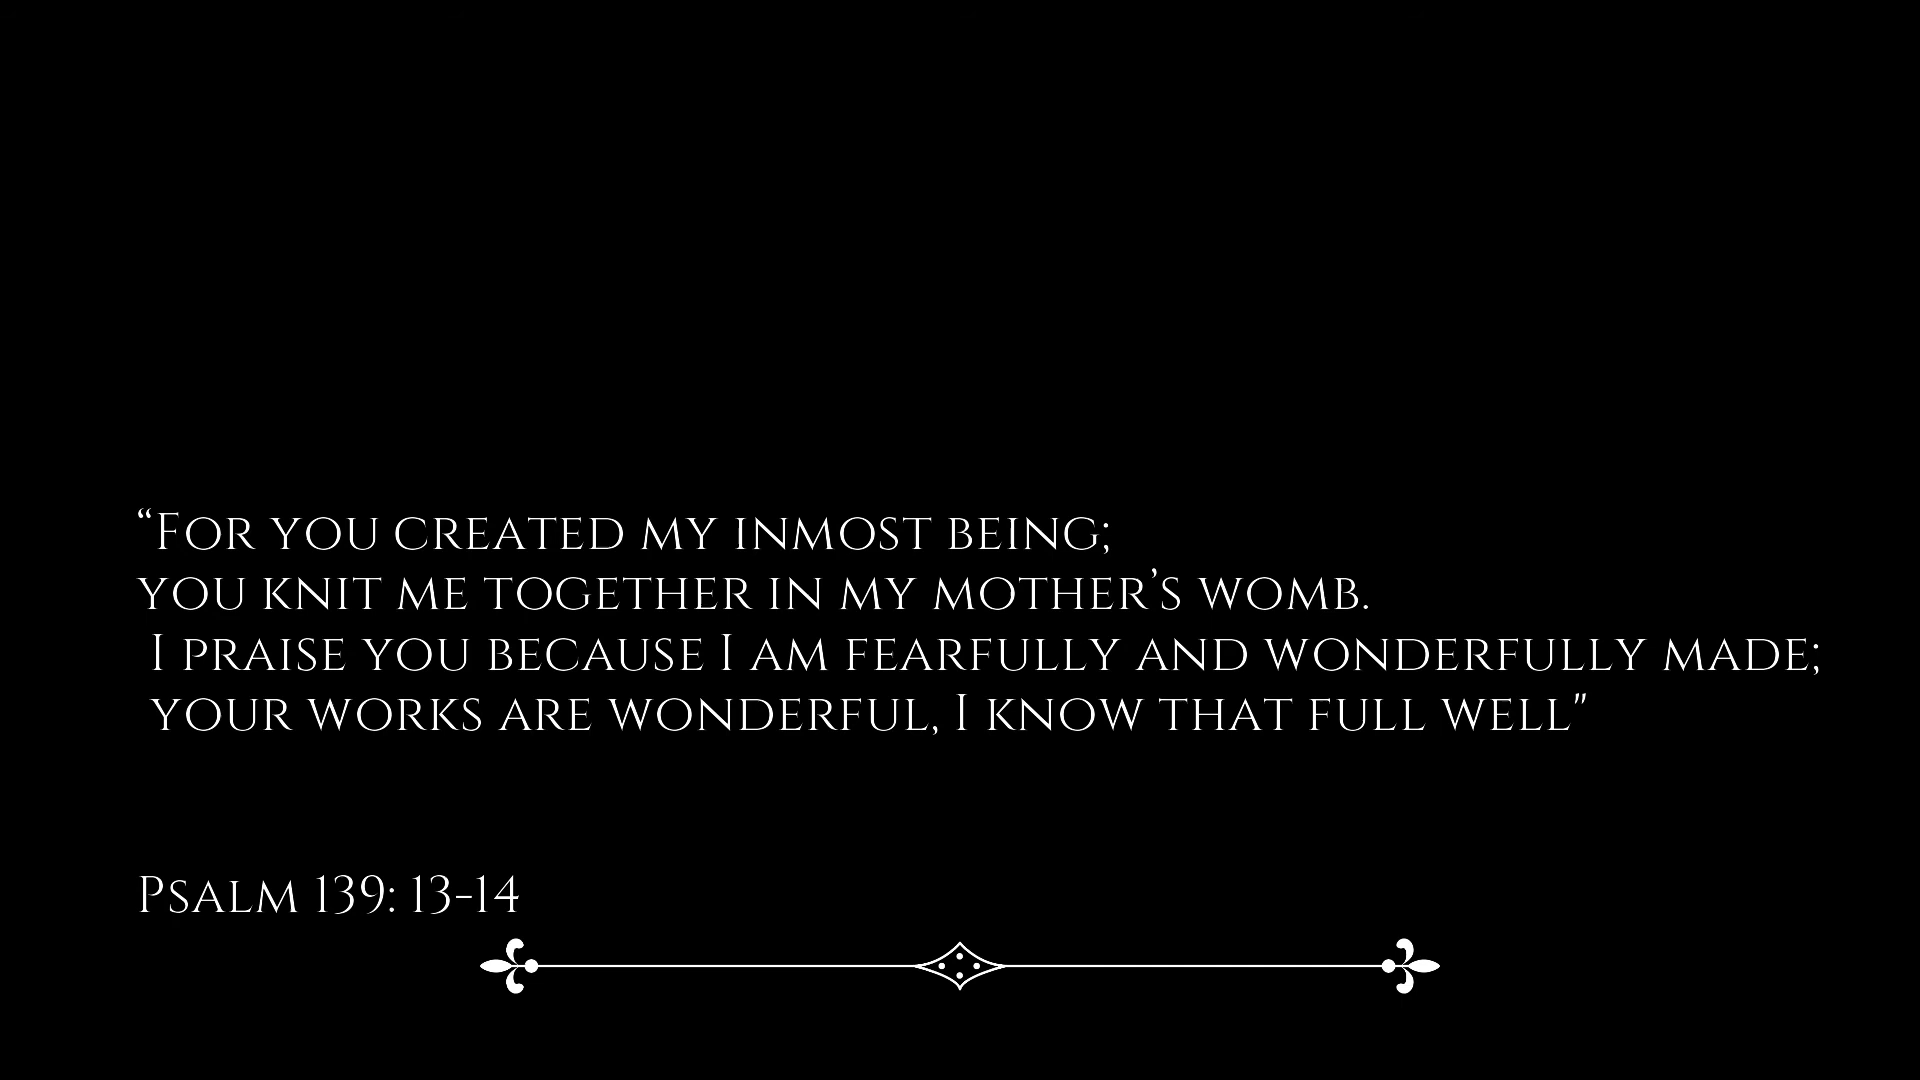 “For you created my inmost being;
you knit me together in my mother’s womb.
I praise you because I am fearfully and wonderfully made;
your works are wonderful, I know that full well"
Psalm 139: 13-14